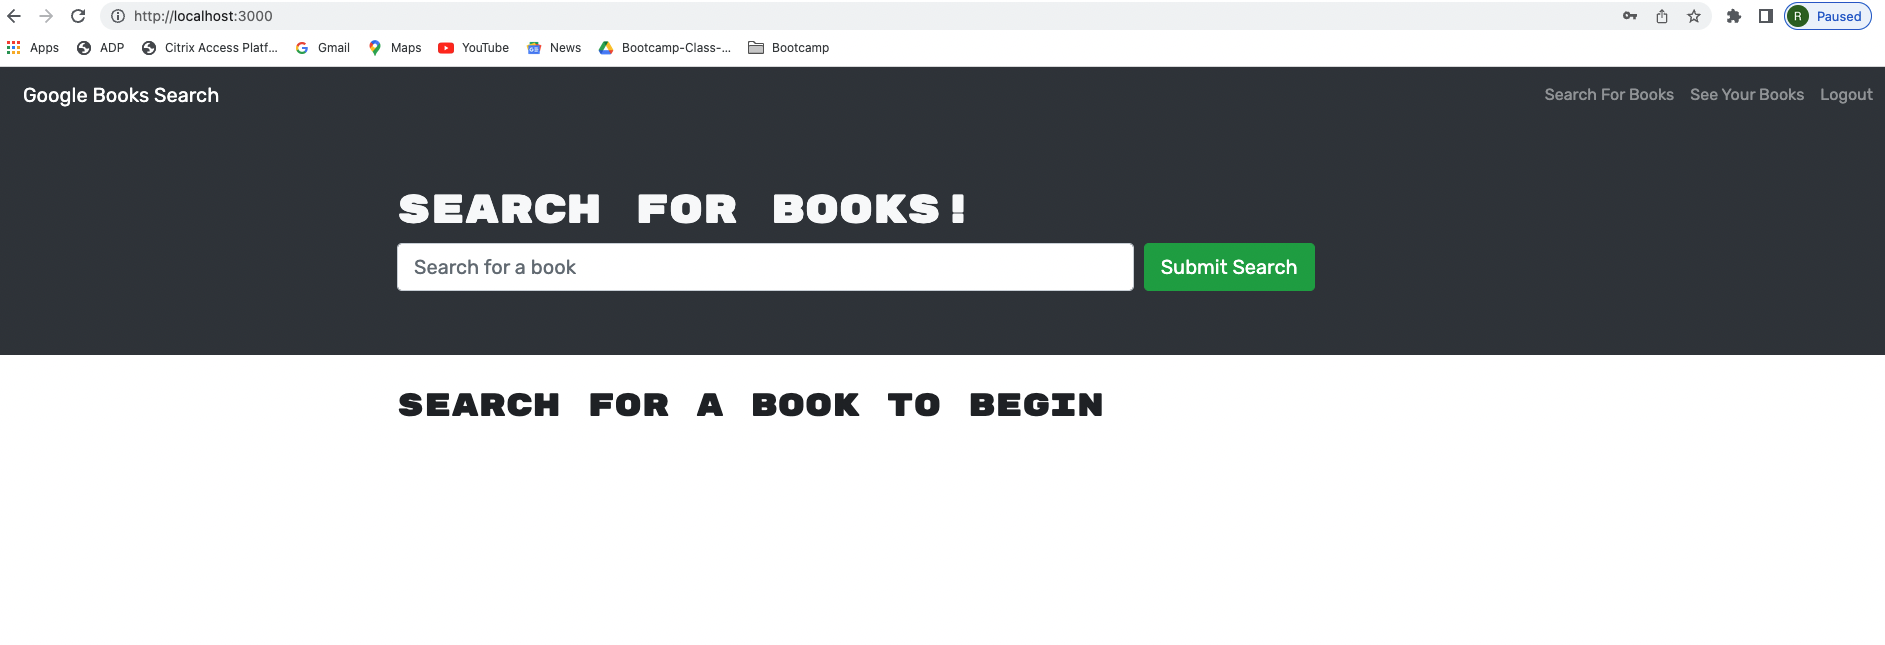 http://localhost:3000
R Paused
Apps ADP Citrix Access Platf... Gmail Maps YouTube News Bootcamp-Class-... Bootcamp
Google Books Search Search For Books See Your Books Logout
SEARCH FOR BOOKS!
Search for a book Submit Search
SEARCH FOR A BOOK TO BEGIN